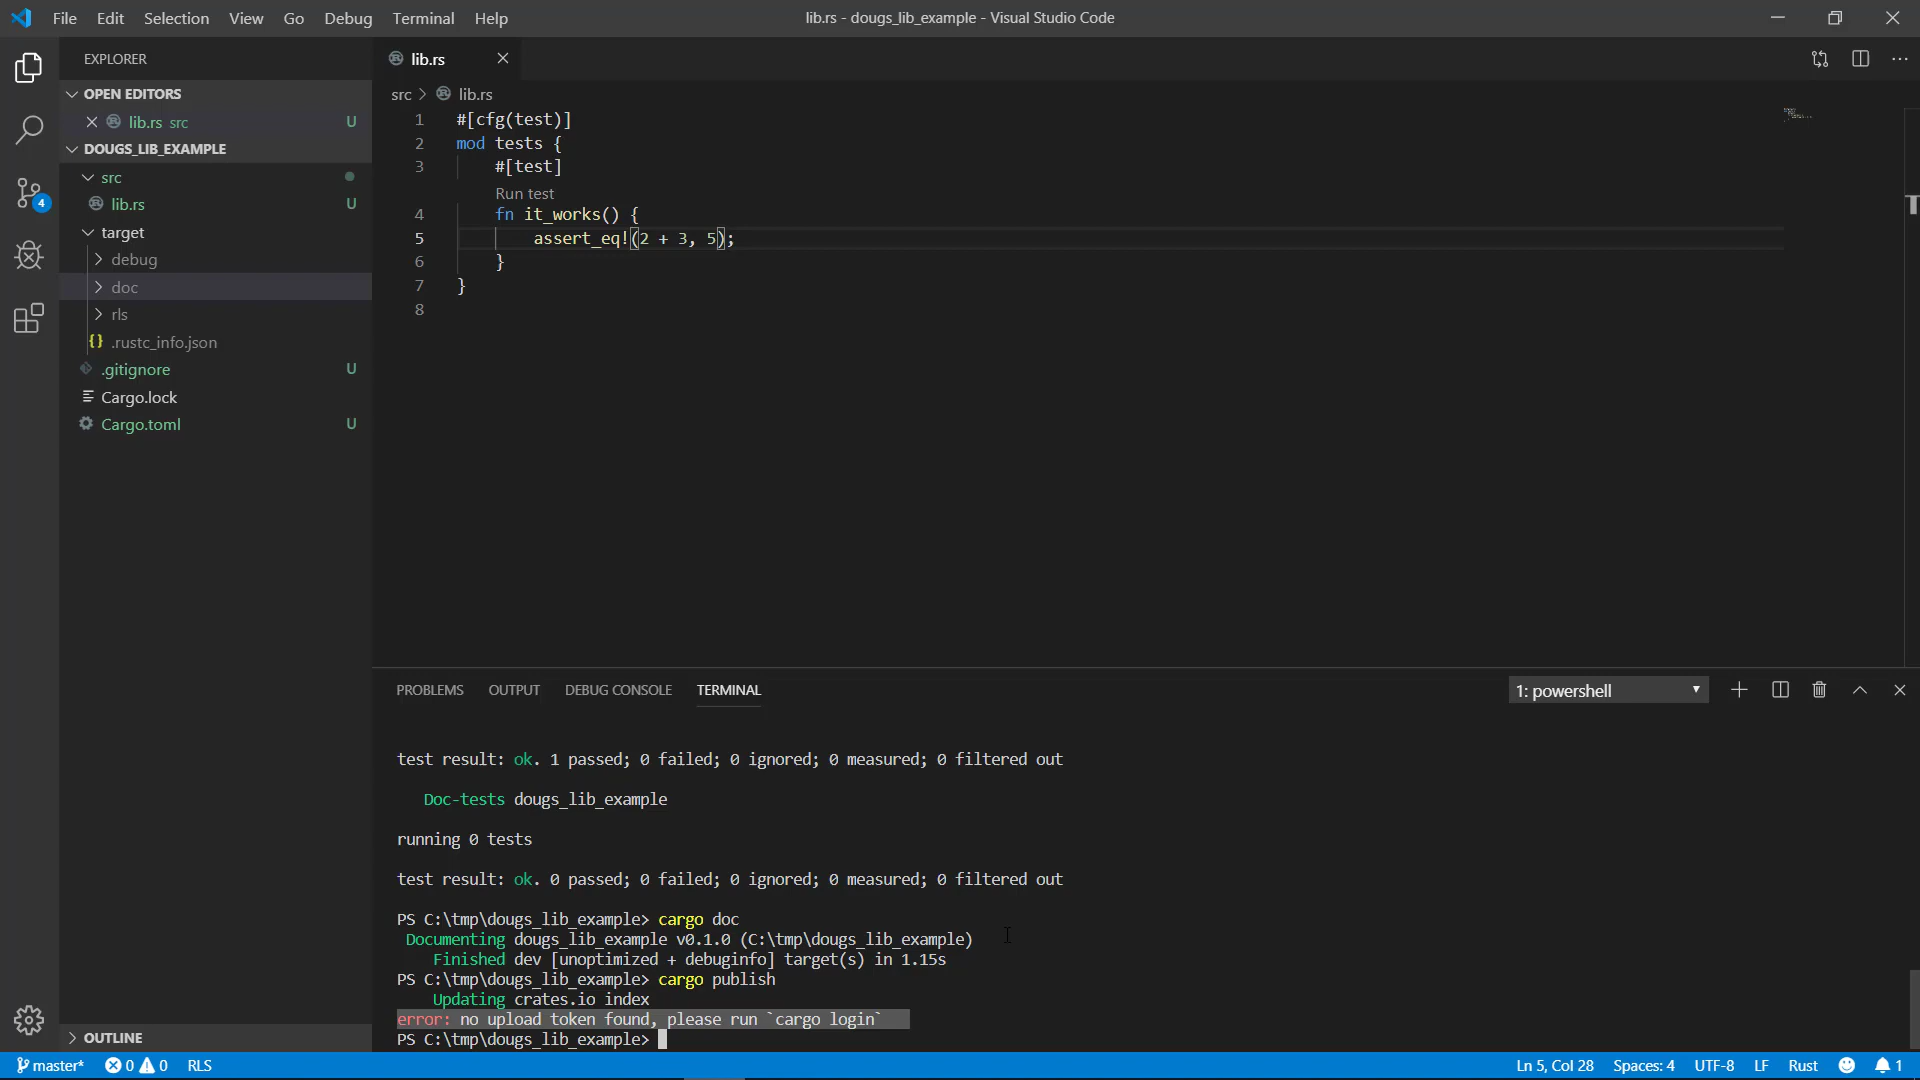 File Edit Selection View Go Debug Terminal Help
lib.rs - dougs_lib_example - Visual Studio Code
EXPLORER
OPEN EDITORS
lib.rs src U
DOUGS_LIB_EXAMPLE
src
lib.rs U
target
debug
doc
rls
{} .rustc_info.json
.gitignore U
Cargo.lock
Cargo.toml U
OUTLINE
4
lib.rs
src > lib.rs
1 #[cfg(test)]
2 mod tests {
3 #[test]
Run test
4 fn it_works() {
5 assert_eq!(2 + 3, 5);
6 }
7 }
8
PROBLEMS OUTPUT DEBUG CONSOLE TERMINAL
1: powershell
test result: ok. 1 passed; 0 failed; 0 ignored; 0 measured; 0 filtered out
Doc-tests dougs_lib_example
running 0 tests
test result: ok. 0 passed; 0 failed; 0 ignored; 0 measured; 0 filtered out
PS C:\tmp\dougs_lib_example> cargo doc
Documenting dougs_lib_example v0.1.0 (C:\tmp\dougs_lib_example)
Finished dev [unoptimized + debuginfo] target(s) in 1.15s
PS C:\tmp\dougs_lib_example> cargo publish
Updating crates.io index
error: no upload token found, please run `cargo login`
PS C:\tmp\dougs_lib_example>
master* 0 0 RLS
Ln 5, Col 28 Spaces: 4 UTF-8 LF Rust 1